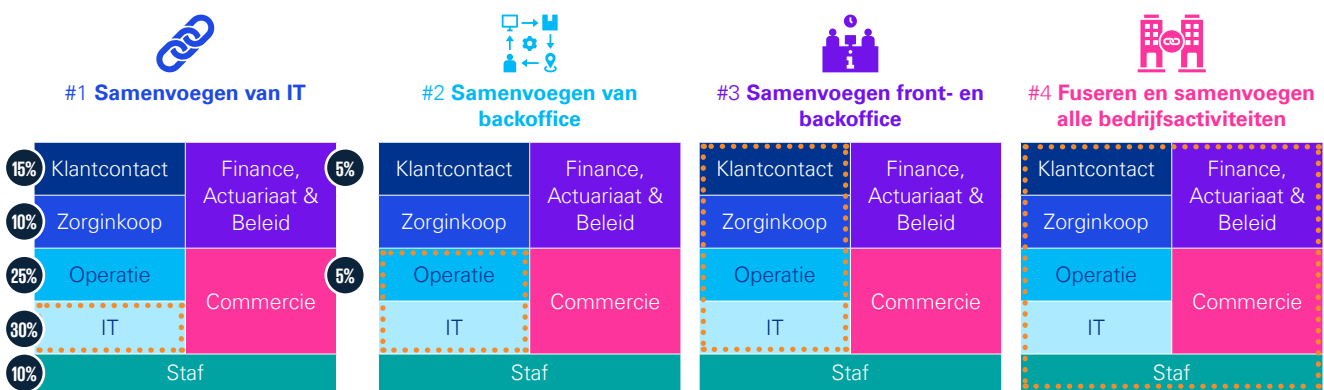 #1 Samenvoegen van IT
15%
Klantcontact
Finance,
Actuariaat &
Beleid
5%
10%
Zorginkoop
25%
Operatie
Commercie
5%
30%
IT
10%
Staf
#2 Samenvoegen van
backoffice
Klantcontact
Finance,
Actuariaat &
Beleid
Zorginkoop
Operatie
Commercie
IT
Staf
#3 Samenvoegen front- en
backoffice
Klantcontact
Finance,
Actuariaat &
Beleid
Zorginkoop
Operatie
Commercie
IT
Staf
#4 Fuseren en samenvoegen
alle bedrijfsactiviteiten
Klantcontact
Finance,
Actuariaat &
Beleid
Zorginkoop
Operatie
Commercie
IT
Staf